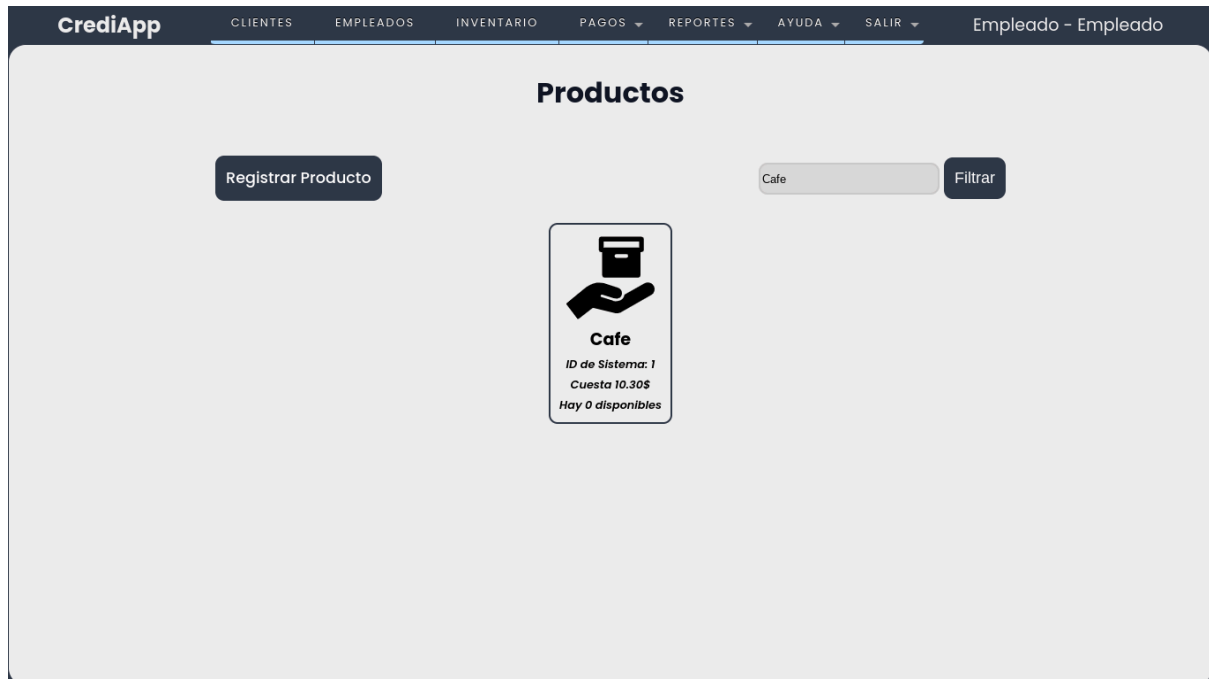 CrediApp CLIENTES EMPLEADOS INVENTARIO PAGOS REPORTES AYUDA SALIR Empleado - Empleado
Productos
Registrar Producto Cafe Filtrar
Cafe
ID de Sistema: 1
Cuesta 10.30$
Hay 0 disponibles